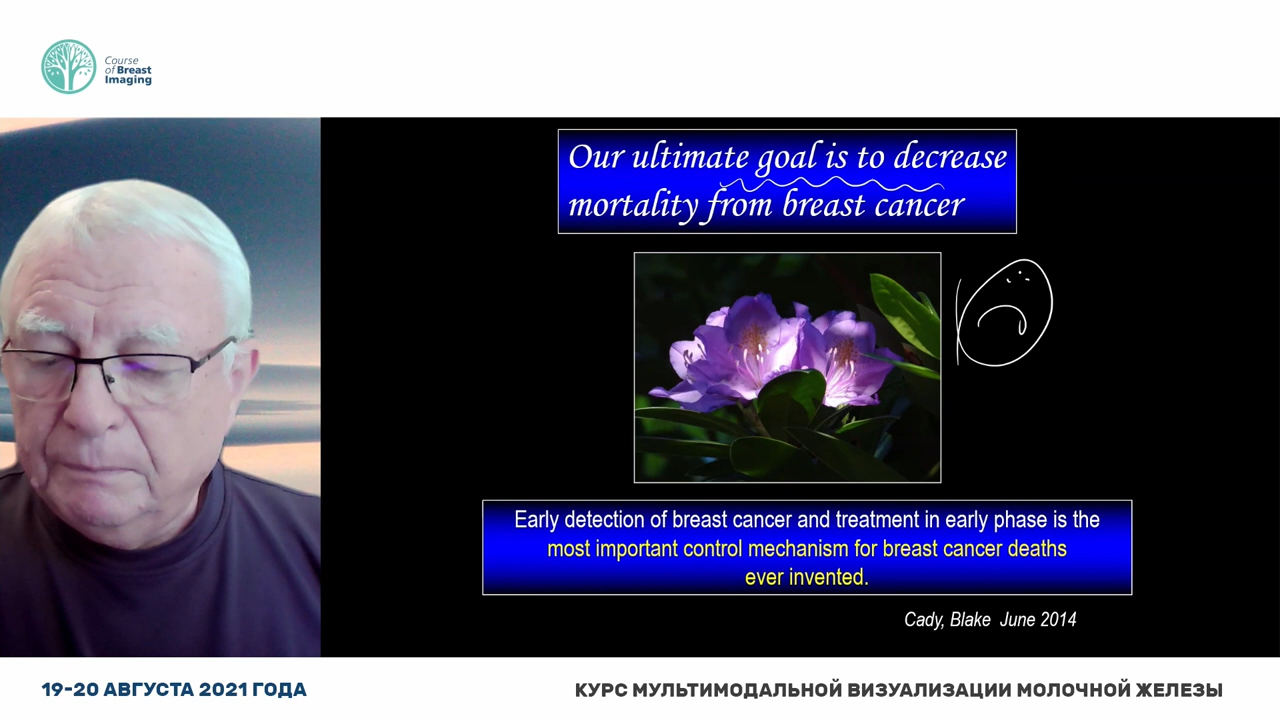 Course
of Breast
Imaging
Our ultimate goal is to decrease
mortality from breast cancer
Early detection of breast cancer and treatment in early phase is the
most important control mechanism for breast cancer deaths
ever invented.
Cady, Blake June 2014
19-20 АВГУСТА 2021 ГОДА
КУРС МУЛЬТИМОДАЛЬНОЙ ВИЗУАЛИЗАЦИИ МОЛОЧНОЙ ЖЕЛЕЗЫ